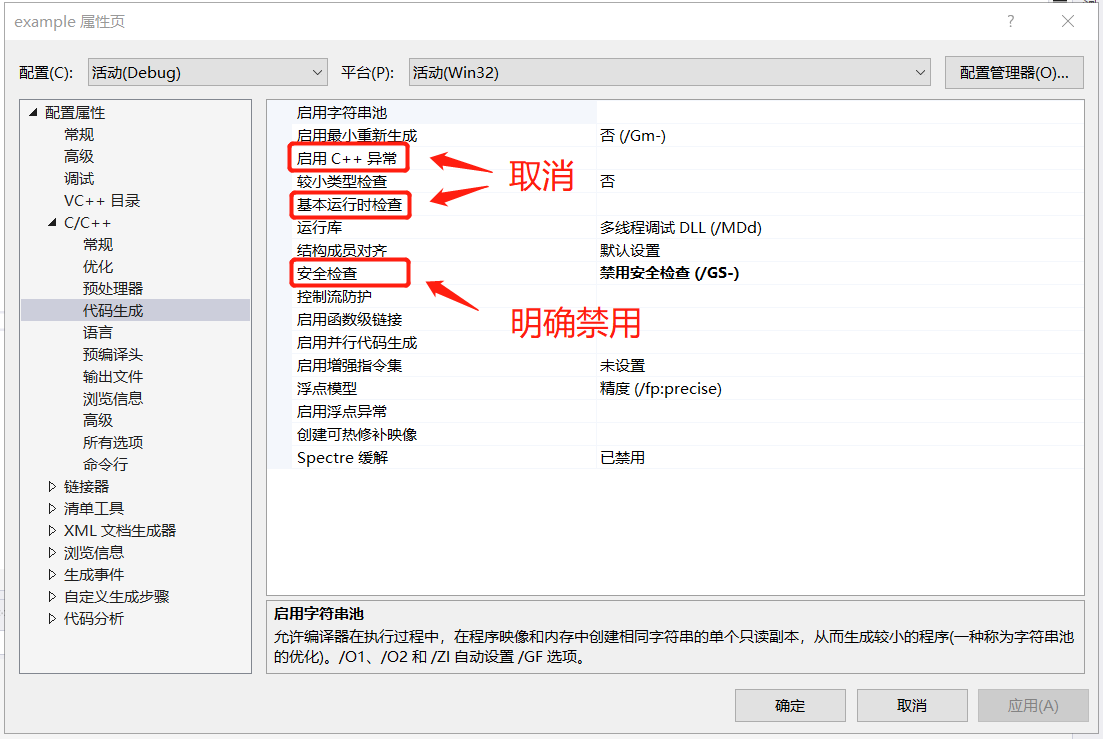 example 属性页
配置(C): 活动(Debug) 平台(P): 活动(Win32) 配置管理器(O)...
配置属性
常规
高级
调试
VC++ 目录
C/C++
常规
优化
预处理器
代码生成
语言
预编译头
输出文件
浏览信息
高级
所有选项
命令行
链接器
清单工具
XML 文档生成器
浏览信息
生成事件
自定义生成步骤
代码分析
启用字符串池
启用最小重新生成 否 (/Gm-)
启用 C++ 异常
较小类型检查 否
基本运行时检查
运行库 多线程调试 DLL (/MDd)
结构成员对齐 默认设置
安全检查 禁用安全检查 (/GS-)
控制流防护
启用函数级链接
启用并行代码生成
启用增强指令集 未设置
浮点模型 精度 (/fp:precise)
启用浮点异常
创建可热修补映像
Spectre 缓解 已禁用
取消
明确禁用
启用字符串池
允许编译器在执行过程中，在程序映像和内存中创建相同字符串的单个只读副本，从而生成较小的程序(一种称为字符串池
的优化)。/O1、/O2 和 /ZI 自动设置 /GF 选项。
确定 取消 应用(A)